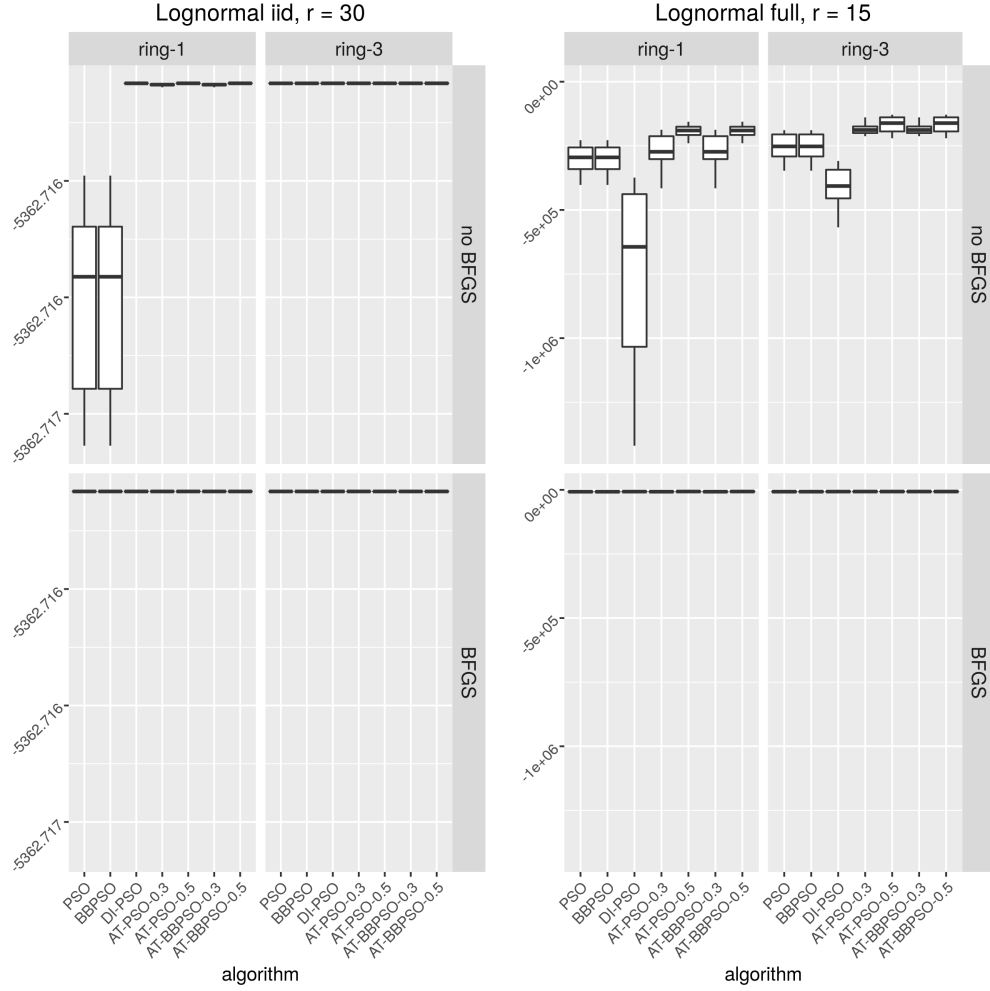 Lognormal iid, r = 30
ring-1
ring-3
-5362.716
-5362.716
-5362.717
no BFGS
-5362.716
-5362.716
-5362.717
BFGS
PSO
BBPSO
DI-PSO
AT-PSO-0.3
AT-PSO-0.5
AT-BBPSO-0.3
AT-BBPSO-0.5
PSO
BBPSO
DI-PSO
AT-PSO-0.3
AT-PSO-0.5
AT-BBPSO-0.3
AT-BBPSO-0.5
algorithm
Lognormal full, r = 15
ring-1
ring-3
0e+00
-5e+05
-1e+06
no BFGS
0e+00
-5e+05
-1e+06
BFGS
PSO
BBPSO
DI-PSO
AT-PSO-0.3
AT-PSO-0.5
AT-BBPSO-0.3
AT-BBPSO-0.5
PSO
BBPSO
DI-PSO
AT-PSO-0.3
AT-PSO-0.5
AT-BBPSO-0.3
AT-BBPSO-0.5
algorithm